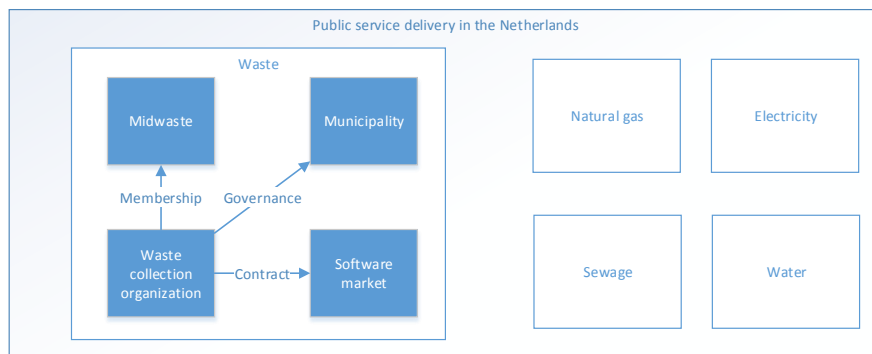 Public service delivery in the Netherlands
Waste
Midwaste
Municipality
Natural gas
Electricity
Membership
Governance
Waste
collection
organization
Contract
Software
market
Sewage
Water